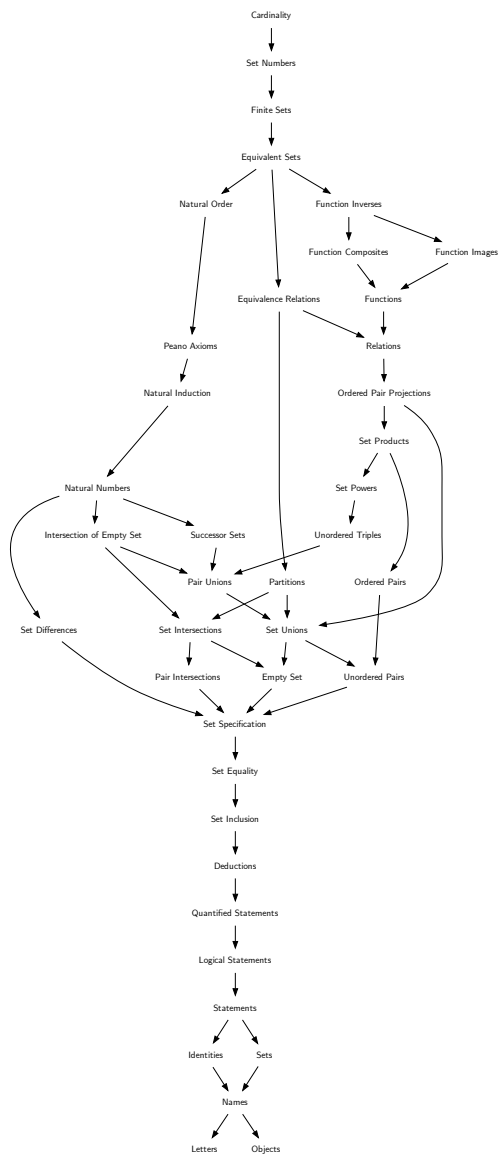 Cardinality
Set Numbers
Finite Sets
Equivalent Sets
Natural Order
Function Inverses
Function Composites
Function Images
Equivalence Relations
Functions
Peano Axioms
Relations
Natural Induction
Ordered Pair Projections
Set Products
Natural Numbers
Set Powers
Intersection of Empty Set
Successor Sets
Unordered Triples
Pair Unions
Partitions
Ordered Pairs
Set Differences
Set Intersections
Set Unions
Pair Intersections
Empty Set
Unordered Pairs
Set Specification
Set Equality
Set Inclusion
Deductions
Quantified Statements
Logical Statements
Statements
Identities
Sets
Names
Letters
Objects